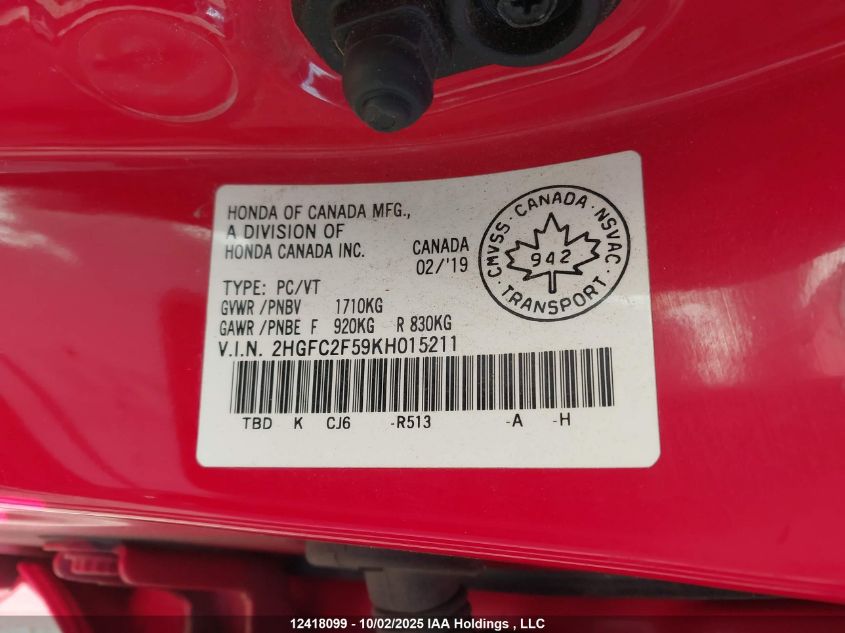 HONDA OF CANADA MFG.,
A DIVISION OF
HONDA CANADA INC.
CANADA
02/'19
CMVSS · CANADA · NSVAC
942
TRANSPORT
TYPE: PC/VT
GVWR /PNBV 1710KG
GAWR /PNBE F 920KG R 830KG
V.I.N. 2HGFC2F59KH015211
TBD K CJ6 -R513 -A -H
12418099 - 10/02/2025 IAA Holdings , LLC